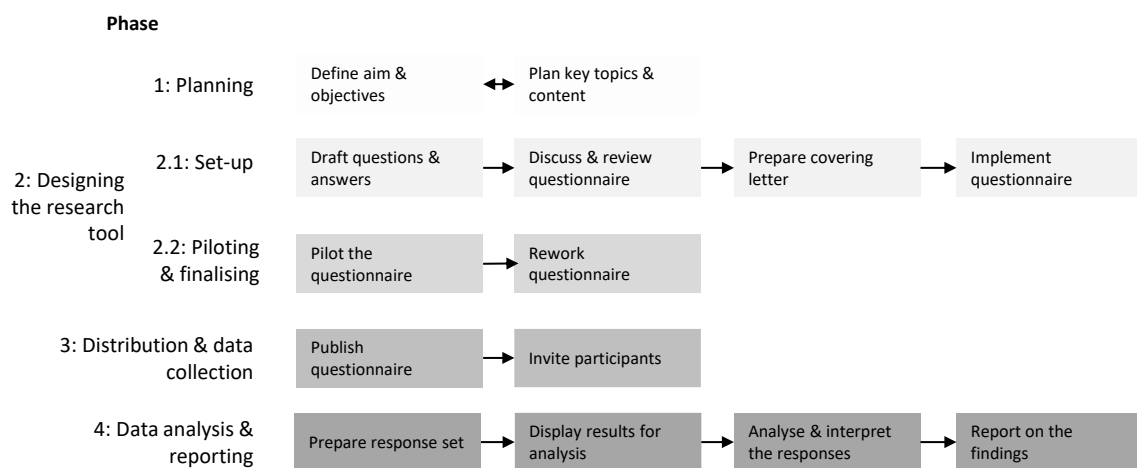 Phase
1: Planning
Define aim &
objectives
Plan key topics &
content
2: Designing
the research
tool
2.1: Set-up
Draft questions &
answers
Discuss & review
questionnaire
Prepare covering
letter
Implement
questionnaire
2.2: Piloting
& finalising
Pilot the
questionnaire
Rework
questionnaire
3: Distribution & data
collection
Publish
questionnaire
Invite participants
4: Data analysis &
reporting
Prepare response set
Display results for
analysis
Analyse & interpret
the responses
Report on the
findings